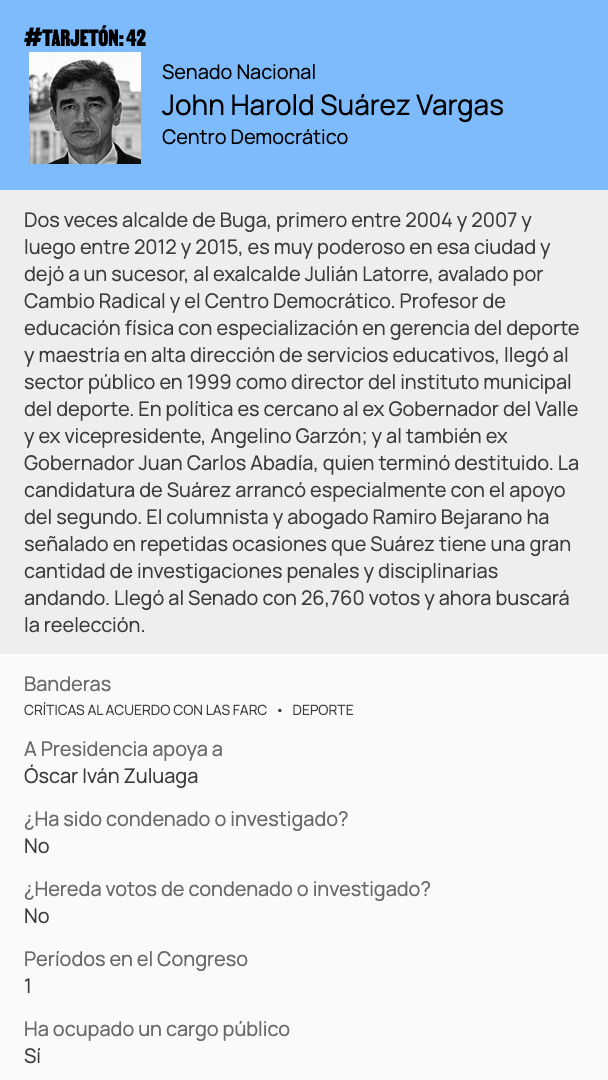 #TARJETÓN: 42
Senado Nacional
John Harold Suárez Vargas
Centro Democrático
Dos veces alcalde de Buga, primero entre 2004 y 2007 y
luego entre 2012 y 2015, es muy poderoso en esa ciudad y
dejó a un sucesor, al exalcalde Julián Latorre, avalado por
Cambio Radical y el Centro Democrático. Profesor de
educación física con especialización en gerencia del deporte
y maestría en alta dirección de servicios educativos, llegó al
sector público en 1999 como director del instituto municipal
del deporte. En política es cercano al ex Gobernador del Valle
y ex vicepresidente, Angelino Garzón; y al también ex
Gobernador Juan Carlos Abadía, quien terminó destituido. La
candidatura de Suárez arrancó especialmente con el apoyo
del segundo. El columnista y abogado Ramiro Bejarano ha
señalado en repetidas ocasiones que Suárez tiene una gran
cantidad de investigaciones penales y disciplinarias
andando. Llegó al Senado con 26,760 votos y ahora buscará
la reelección.
Banderas
CRÍTICAS AL ACUERDO CON LAS FARC • DEPORTE
A Presidencia apoya a
Óscar Iván Zuluaga
¿Ha sido condenado o investigado?
No
¿Hereda votos de condenado o investigado?
No
Períodos en el Congreso
1
Ha ocupado un cargo público
Sí